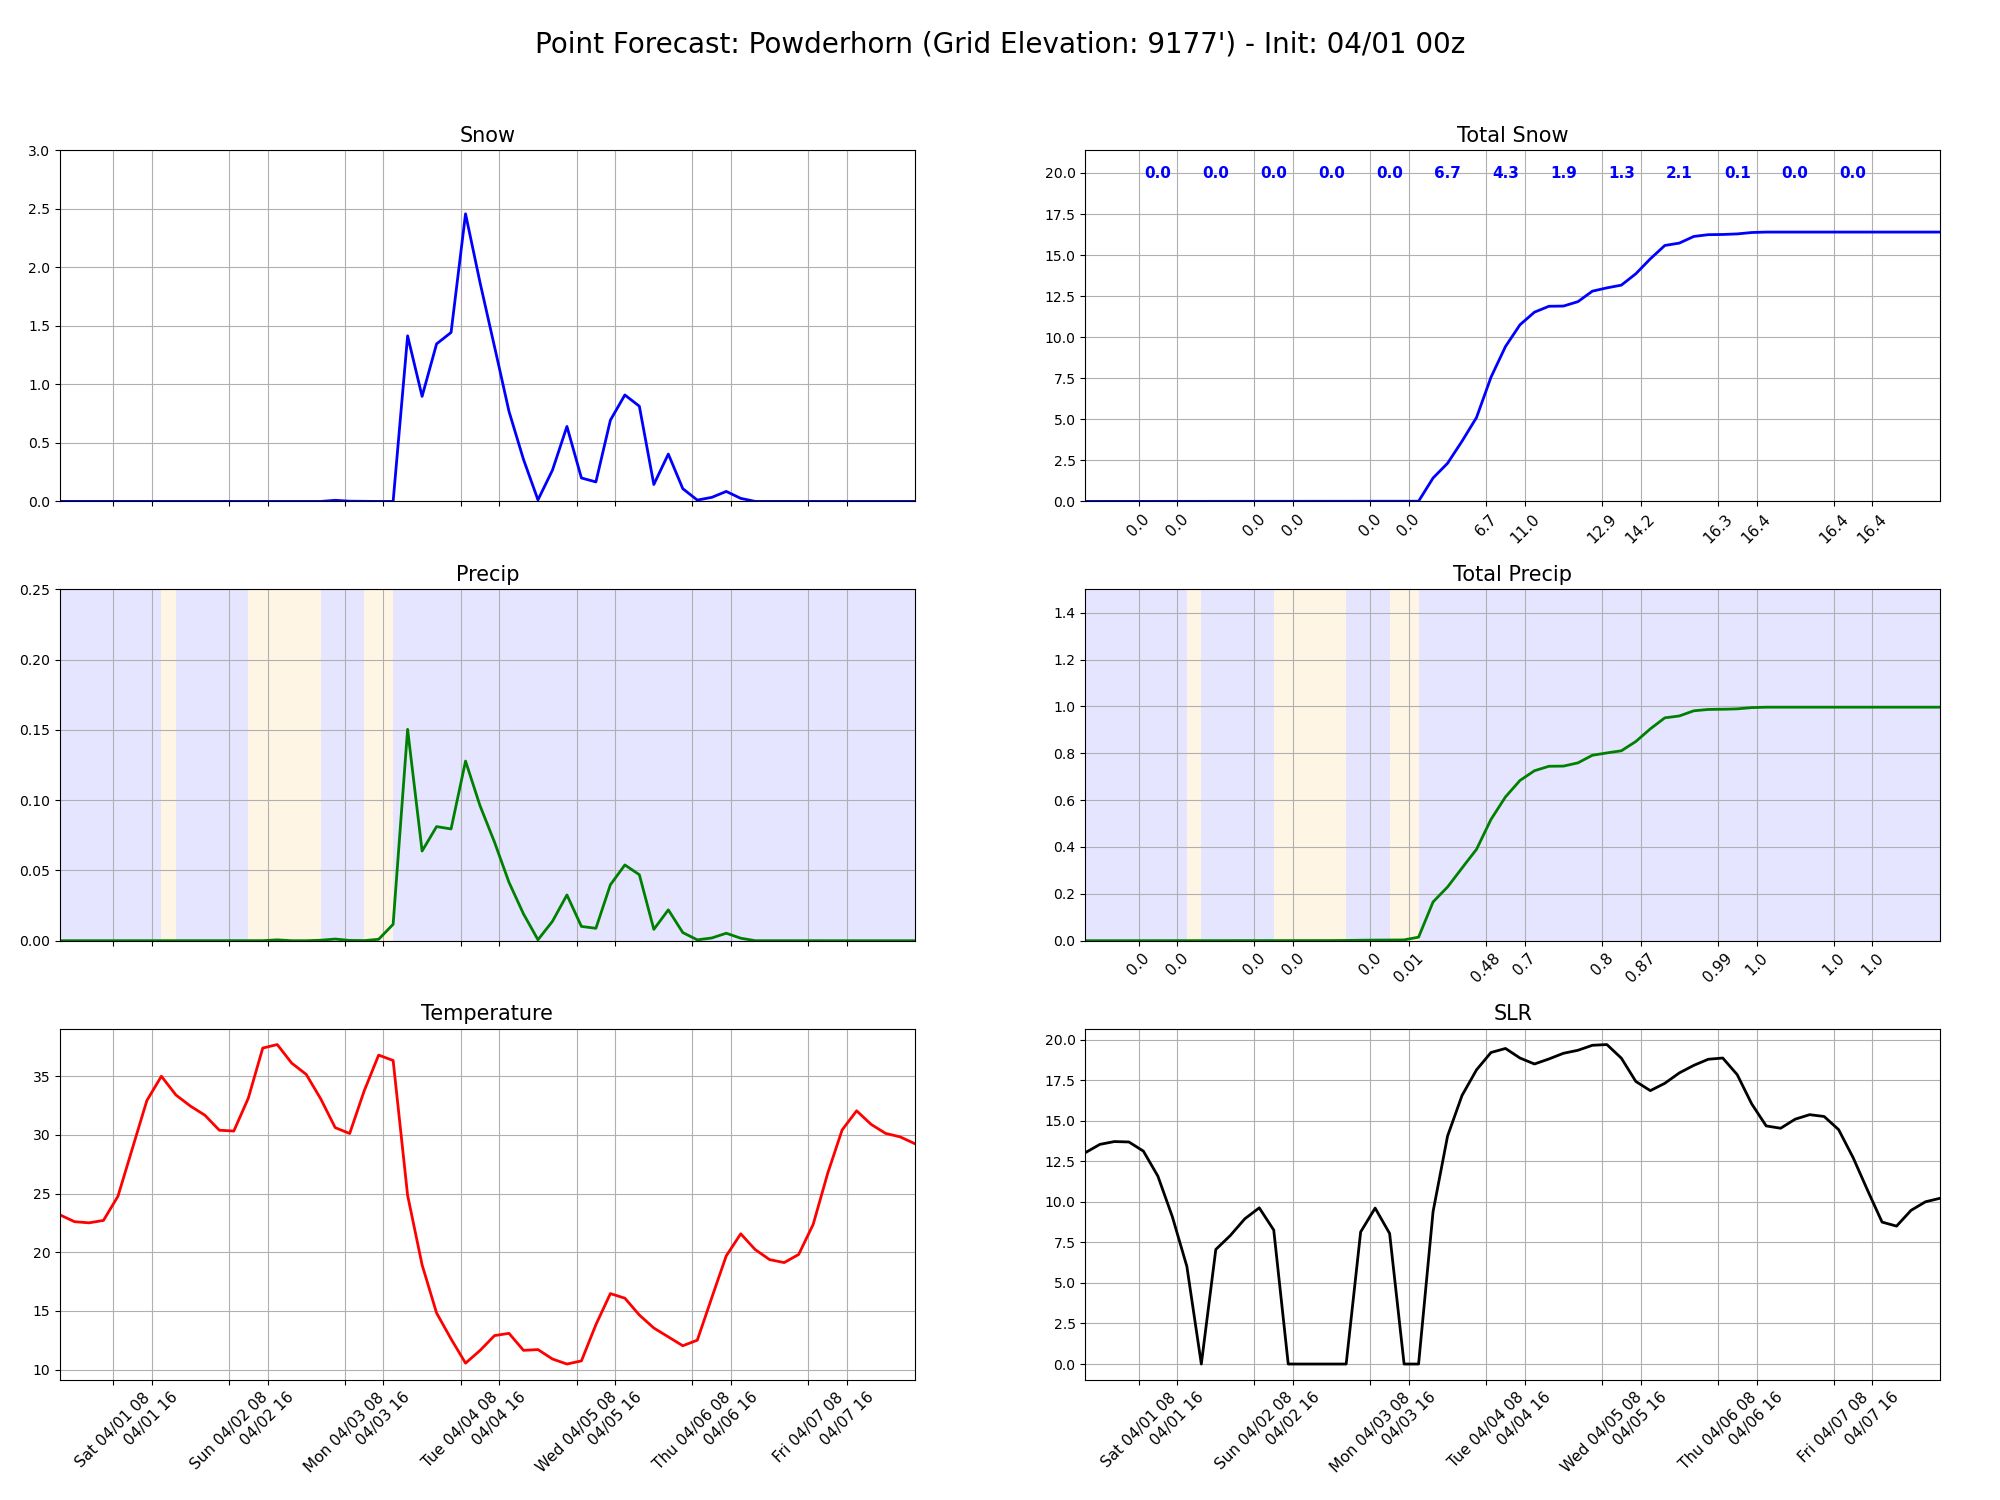 Point Forecast: Powderhorn (Grid Elevation: 9177') - Init: 04/01 00z
Snow
3.0
2.5
2.0
1.5
1.0
0.5
0.0
Total Snow
20.0
17.5
15.0
12.5
10.0
7.5
5.0
2.5
0.0
0.0 0.0 0.0 0.0 0.0 6.7 4.3 1.9 1.3 2.1 0.1 0.0 0.0
0.0 0.0 0.0 0.0 0.0 0.0 6.7 11.0 12.9 14.2 16.3 16.4 16.4 16.4
Precip
0.25
0.20
0.15
0.10
0.05
0.00
Total Precip
1.4
1.2
1.0
0.8
0.6
0.4
0.2
0.0
0.0 0.0 0.0 0.0 0.0 0.01 0.48 0.7 0.8 0.87 0.99 1.0 1.0 1.0
Temperature
35
30
25
20
15
10
Sat 04/01 08
04/01 16
Sun 04/02 08
04/02 16
Mon 04/03 08
04/03 16
Tue 04/04 08
04/04 16
Wed 04/05 08
04/05 16
Thu 04/06 08
04/06 16
Fri 04/07 08
04/07 16
SLR
20.0
17.5
15.0
12.5
10.0
7.5
5.0
2.5
0.0
Sat 04/01 08
04/01 16
Sun 04/02 08
04/02 16
Mon 04/03 08
04/03 16
Tue 04/04 08
04/04 16
Wed 04/05 08
04/05 16
Thu 04/06 08
04/06 16
Fri 04/07 08
04/07 16